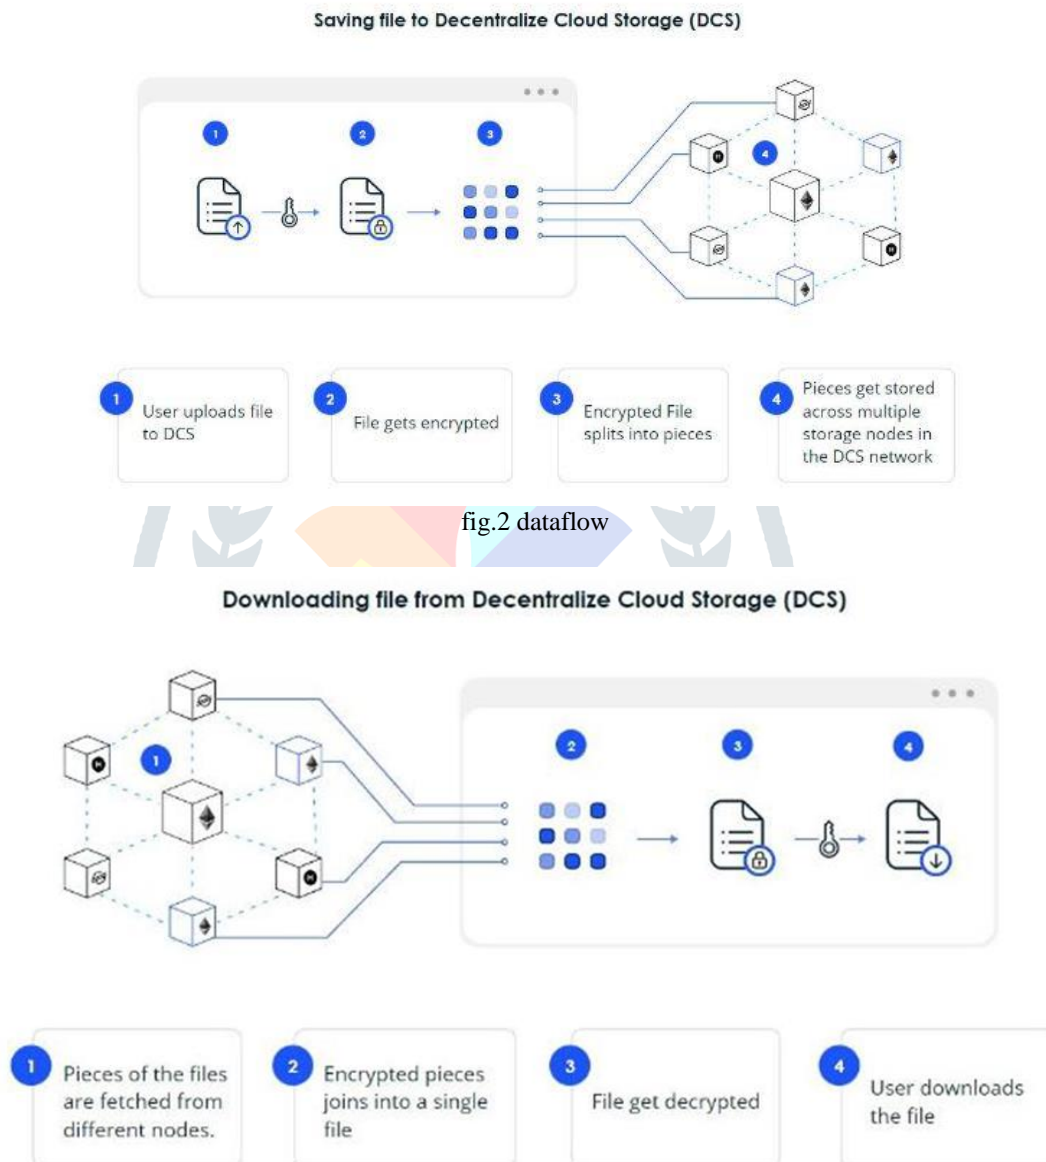 Saving file to Decentralize Cloud Storage (DCS)
1
2
3
4
1
User uploads file
to DCS
2
File gets encrypted
3
Encrypted File
splits into pieces
4
Pieces get stored
across multiple
storage nodes in
the DCS network
fig.2 dataflow
Downloading file from Decentralize Cloud Storage (DCS)
1
2
3
4
1
Pieces of the files
are fetched from
different nodes.
2
Encrypted pieces
joins into a single
file
3
File get decrypted
4
User downloads
the file